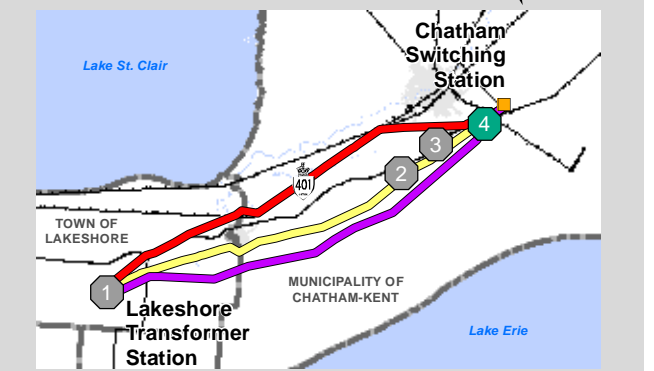 Chatham
Switching
Station
Lake St. Clair
4
3
2
401
TOWN OF
LAKESHORE
1
MUNICIPALITY OF
CHATHAM-KENT
Lakeshore
Transformer
Station
Lake Erie